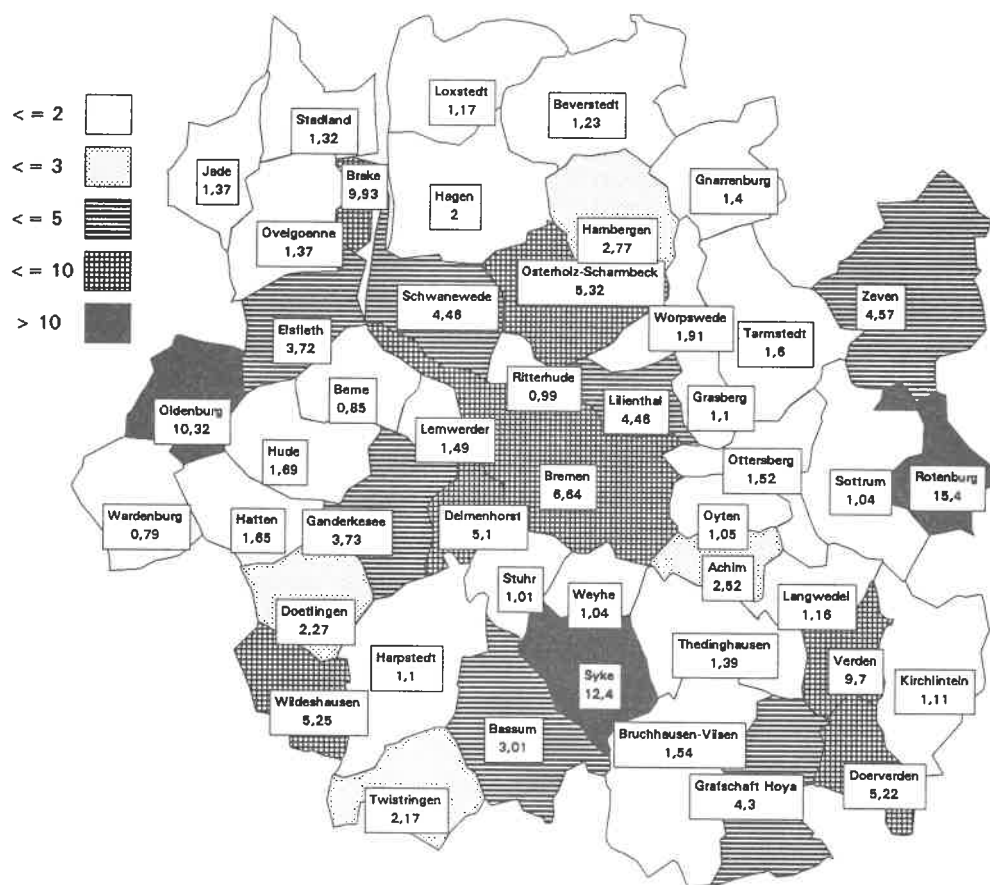 < = 2
< = 3
< = 5
< = 10
> 10
Loxstedt
1,17
Beverstedt
1,23
Stadland
1,32
Jade
1,37
Brake
9,93
Hagen
2
Gnarrenburg
1,4
Ovelgoenne
1,37
Hambergen
2,77
Osterholz-Scharmbeck
5,32
Schwanewede
4,46
Zeven
4,57
Worpswede
1,91
Tarmstedt
1,6
Elsfleth
3,72
Berne
0,85
Ritterhude
0,99
Lilienthal
4,46
Grasberg
1,1
Oldenburg
10,32
Lemwerder
1,49
Hude
1,69
Bremen
6,64
Ottersberg
1,52
Sottrum
1,04
Rotenburg
15,4
Wardenburg
0,79
Hatten
1,65
Ganderkesee
3,73
Delmenhorst
5,1
Oyten
1,05
Achim
2,52
Stuhr
1,01
Weyhe
1,04
Langwedel
1,16
Doetlingen
2,27
Thedinghausen
1,39
Harpstedt
1,1
Syke
12,4
Verden
9,7
Kirchlinteln
1,11
Wildeshausen
5,25
Bassum
3,01
Bruchhausen-Vilsen
1,54
Grafschaft Hoya
4,3
Doerverden
5,22
Twistringen
2,17